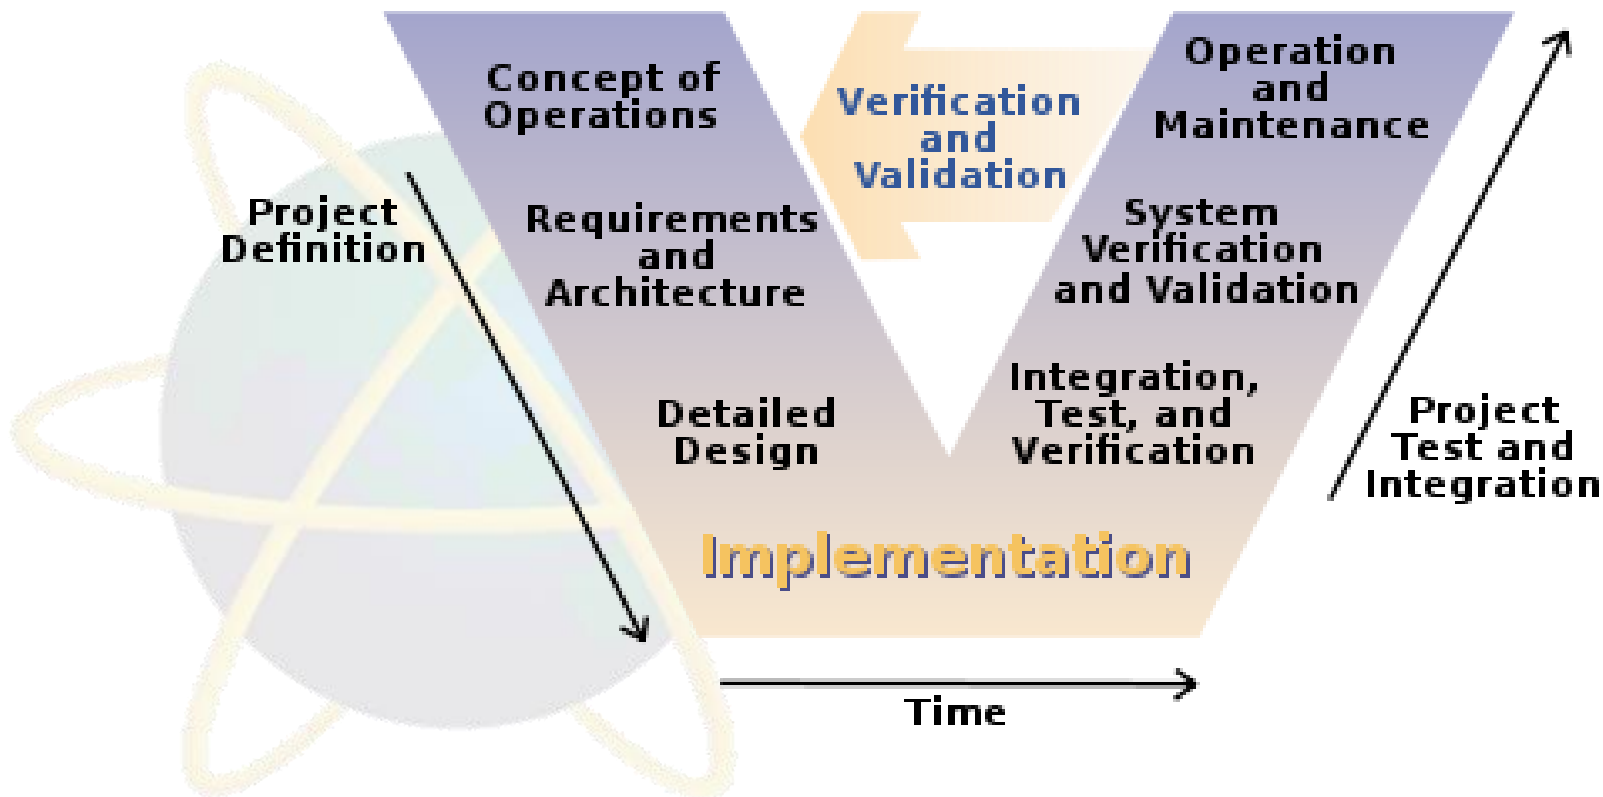 Concept of
Operations
Verification
and
Validation
Operation
and
Maintenance
Project
Definition
Requirements
and
Architecture
System
Verification
and Validation
Detailed
Design
Integration,
Test, and
Verification
Project
Test and
Integration
Implementation
Time